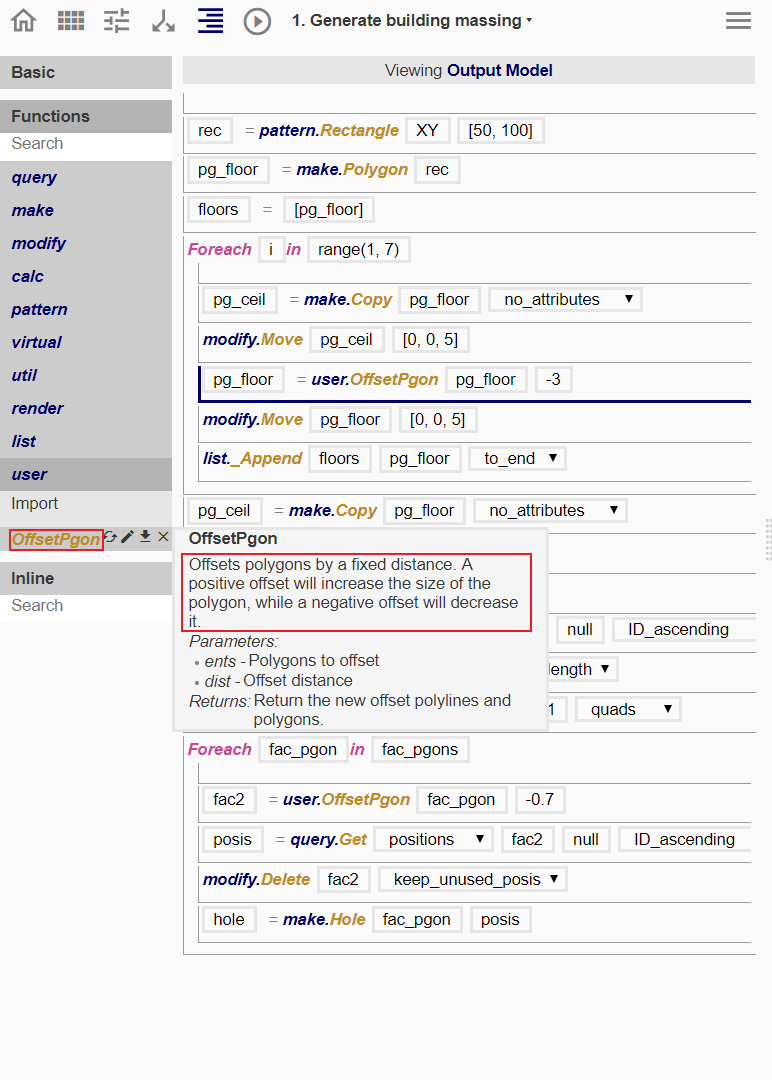 1. Generate building massing
Basic
Functions
Search
query
make
modify
calc
pattern
virtual
util
render
list
user
Import
OffsetPgon
Inline
Search
Viewing Output Model
rec = pattern.Rectangle XY [50, 100]
pg_floor = make.Polygon rec
floors = [pg_floor]
Foreach i in range(1, 7)
pg_ceil = make.Copy pg_floor no_attributes
modify.Move pg_ceil [0, 0, 5]
pg_floor = user.OffsetPgon pg_floor -3
modify.Move pg_floor [0, 0, 5]
list._Append floors pg_floor to_end
pg_ceil = make.Copy pg_floor no_attributes
OffsetPgon
Offsets polygons by a fixed distance. A
positive offset will increase the size of the
polygon, while a negative offset will decrease
it.
Parameters:
• ents - Polygons to offset
• dist - Offset distance
Returns: Return the new offset polylines and
polygons.
null ID_ascending
length
1 quads
Foreach fac_pgon in fac_pgons
fac2 = user.OffsetPgon fac_pgon -0.7
posis = query.Get positions fac2 null ID_ascending
modify.Delete fac2 keep_unused_posis
hole = make.Hole fac_pgon posis